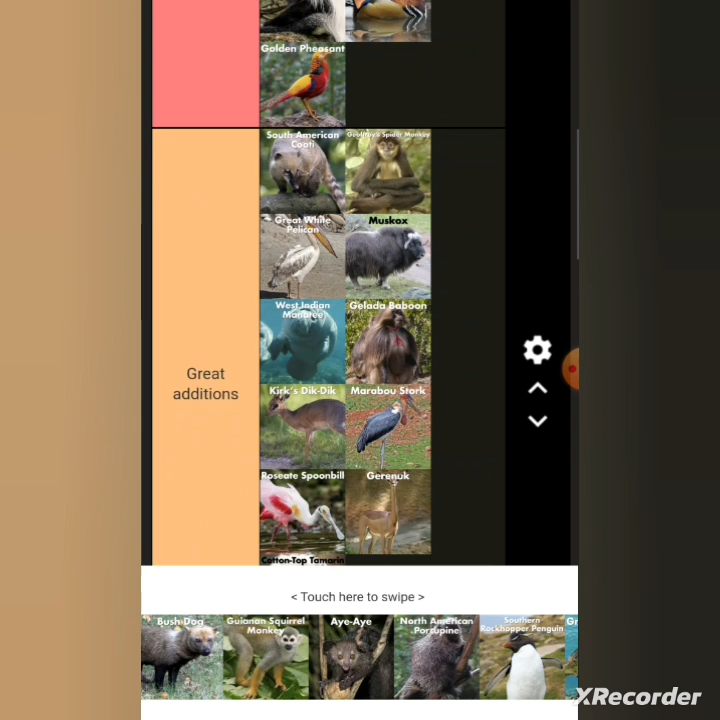 Golden Pheasant
South American
Coati
Geoffroy's Spider Monkey
Great White
Pelican
Muskox
West Indian
Manatee
Gelada Baboon
Great
additions
Kirk's Dik-Dik
Marabou Stork
Roseate Spoonbill
Gerenuk
Cotton-Top Tamarin
< Touch here to swipe >
Bush Dog
Guianan Squirrel
Monkey
Aye-Aye
North American
Porcupine
Southern
Rockhopper Penguin
Gr
XRecorder